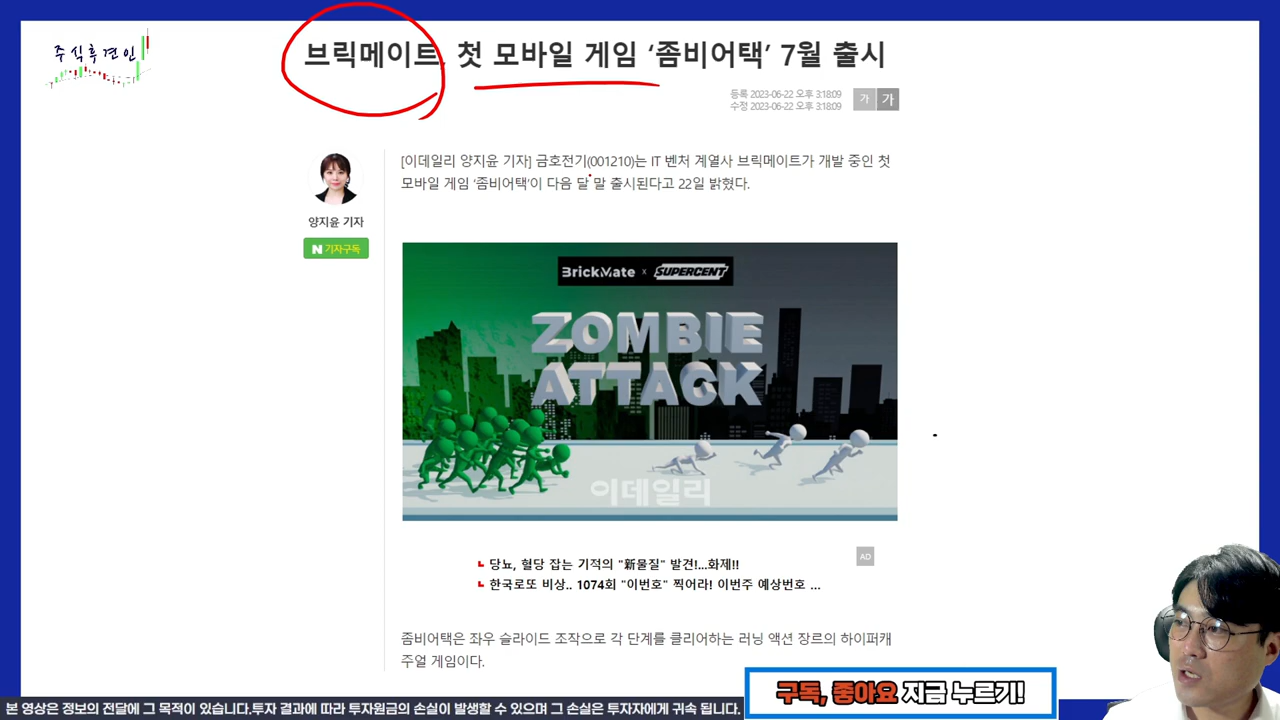 주식후견인
브릭메이트, 첫 모바일 게임 ‘좀비어택’ 7월 출시
등록 2023-06-22 오후 3:18:09
수정 2023-06-22 오후 3:18:09
가 가
[이데일리 양지윤 기자] 금호전기(001210)는 IT 벤처 계열사 브릭메이트가 개발 중인 첫
모바일 게임 ‘좀비어택’이 다음 달 말 출시된다고 22일 밝혔다.
양지윤 기자
N 기자구독
BrickMate x SUPERCENT
ZOMBIE
ATTACK
이데일리
AD
당뇨, 혈당 잡는 기적의 "新물질" 발견!...화제!!
한국로또 비상.. 1074회 "이번호" 찍어라! 이번주 예상번호 ...
좀비어택은 좌우 슬라이드 조작으로 각 단계를 클리어하는 러닝 액션 장르의 하이퍼캐
주얼 게임이다.
구독, 좋아요 지금 누르기!
본 영상은 정보의 전달에 그 목적이 있습니다.투자 결과에 따라 투자원금의 손실이 발생할 수 있으며 그 손실은 투자자에게 귀속 됩니다.